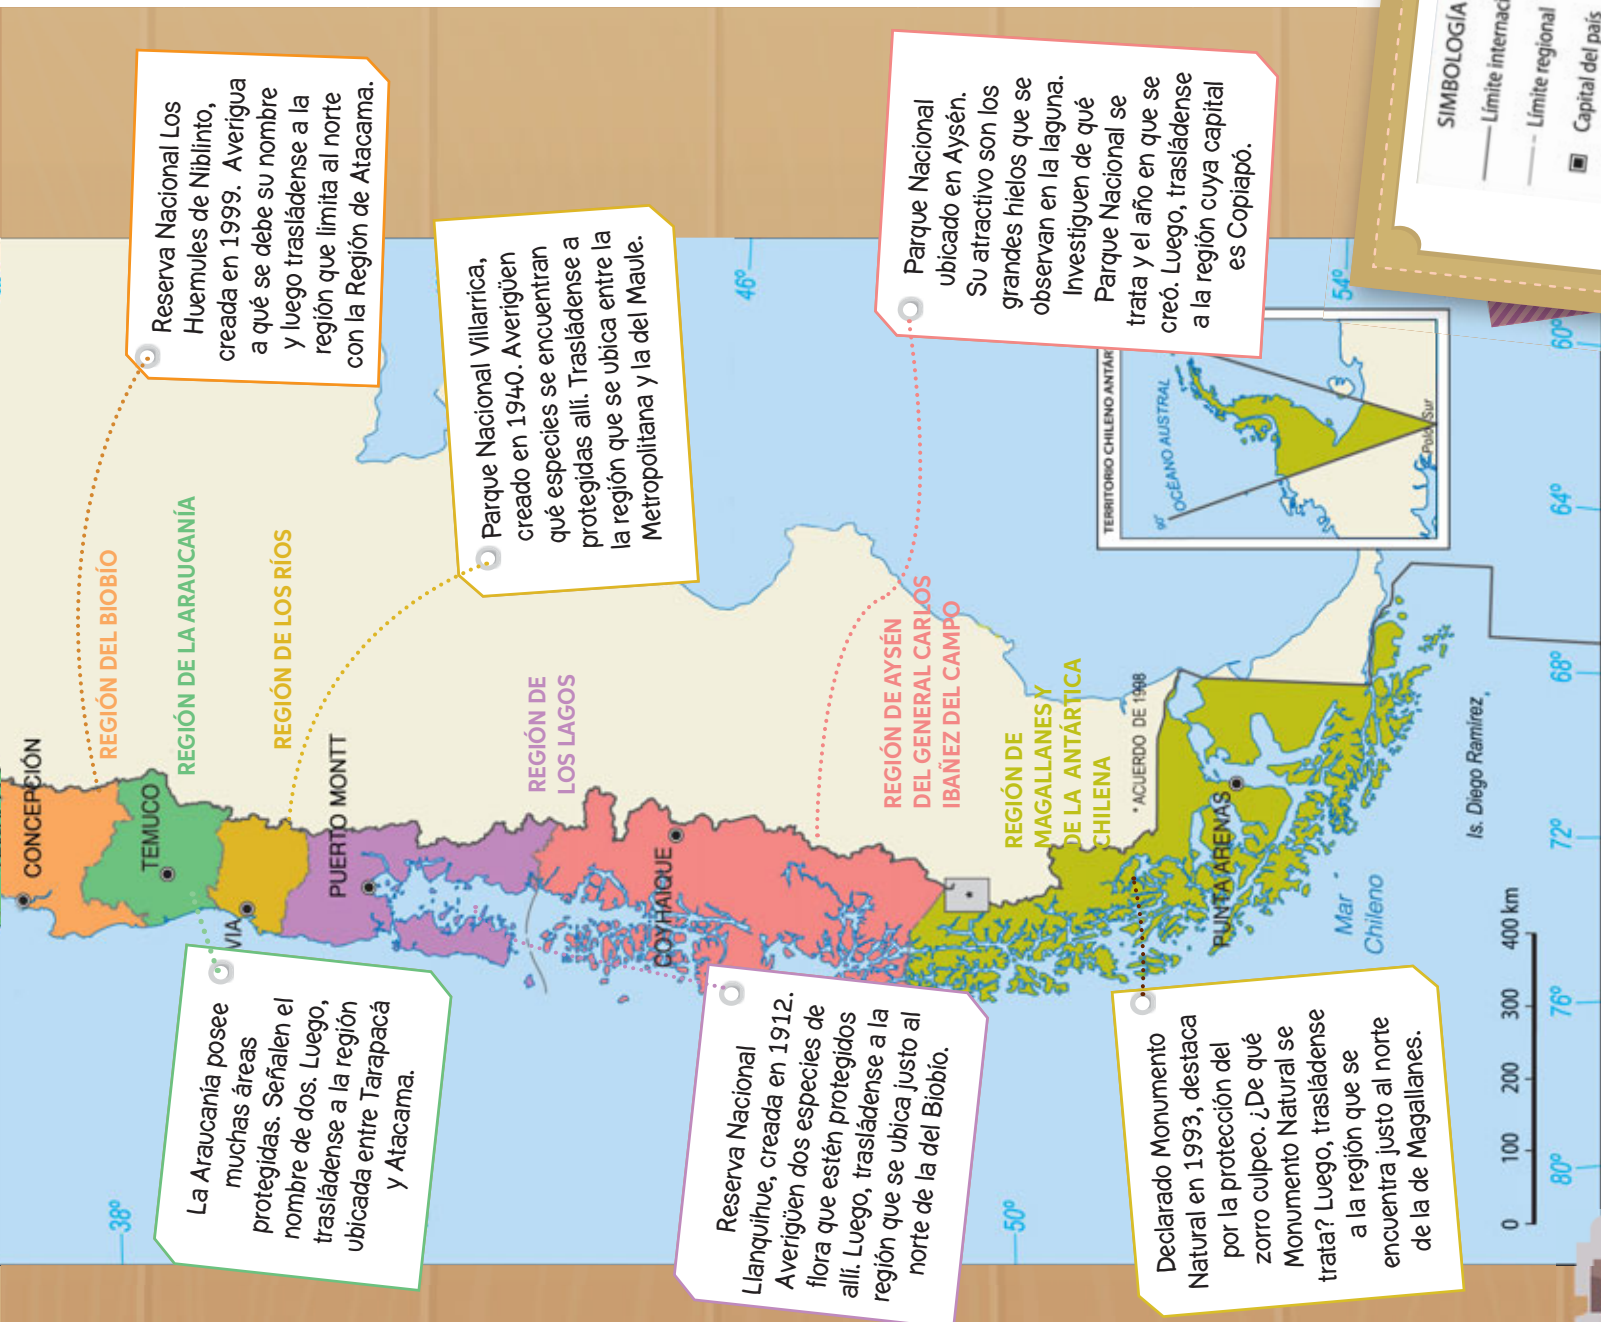 Reserva Nacional Los
Huemules de Niblinto,
creada en 1999. Averigua
a qué se debe su nombre
y luego trasládense a la
región que limita al norte
con la Región de Atacama.
Parque Nacional Villarrica,
creado en 1940. Averigüen
qué especies se encuentran
protegidas allí. Trasládense a
la región que se ubica entre la
Metropolitana y la del Maule.
Parque Nacional
ubicado en Aysén.
Su atractivo son los
grandes hielos que se
observan en la laguna.
Investiguen de qué
Parque Nacional se
trata y el año en que se
creó. Luego, trasládense
a la región cuya capital
es Copiapó.
SIMBOLOGÍA
Límite internaci
Límite regional
Capital del país
46°
54°
60°
64°
68°
72°
76°
80°
TERRITORIO CHILENO ANTÁR
90°
OCÉANO AUSTRAL
Polo Sur
REGIÓN DEL BIOBÍO
REGIÓN DE LA ARAUCANÍA
REGIÓN DE LOS RÍOS
REGIÓN DE
LOS LAGOS
REGIÓN DE AYSÉN
DEL GENERAL CARLOS
IBAÑEZ DEL CAMPO
REGIÓN DE
MAGALLANES Y
DE LA ANTÁRTICA
CHILENA
* ACUERDO DE 1998
*
CONCEPCIÓN
TEMUCO
VIA
PUERTO MONTT
COYHAIQUE
PUNTA ARENAS
Is. Diego Ramírez
Mar
Chileno
La Araucanía posee
muchas áreas
protegidas. Señalen el
nombre de dos. Luego,
trasládense a la región
ubicada entre Tarapacá
y Atacama.
Reserva Nacional
Llanquihue, creada en 1912.
Averigüen dos especies de
flora que estén protegidos
allí. Luego, trasládense a la
región que se ubica justo al
norte de la del Biobío.
Declarado Monumento
Natural en 1993, destaca
por la protección del
zorro culpeo. ¿De qué
Monumento Natural se
trata? Luego, trasládense
a la región que se
encuentra justo al norte
de la de Magallanes.
38°
50°
0 100 200 300 400 km